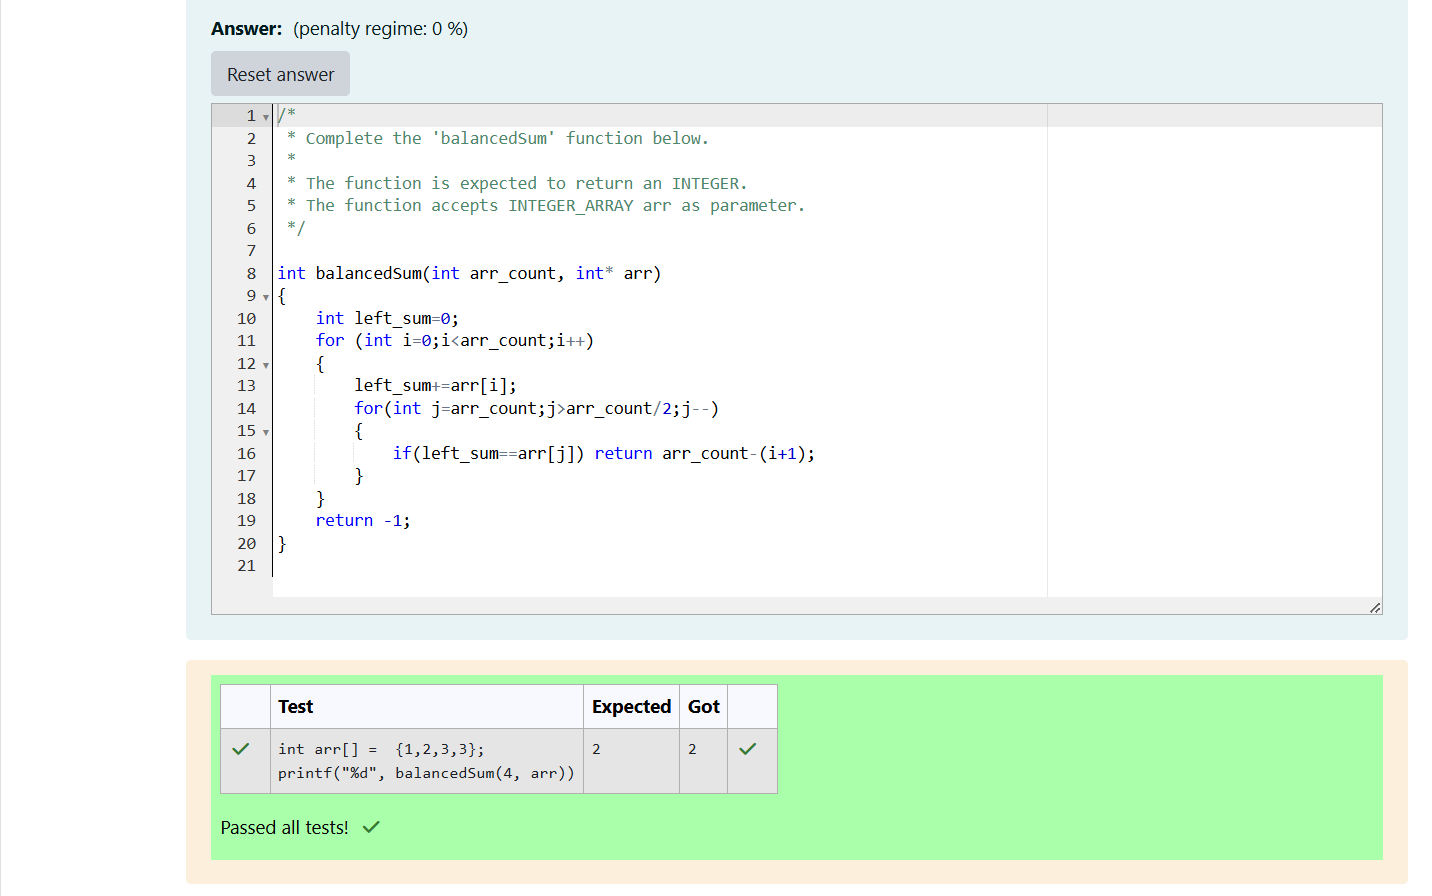 Answer: (penalty regime: 0 %)
Reset answer
1 /*
2  * Complete the 'balancedSum' function below.
3  *
4  * The function is expected to return an INTEGER.
5  * The function accepts INTEGER_ARRAY arr as parameter.
6  */
7
8 int balancedSum(int arr_count, int* arr)
9 {
10     int left_sum=0;
11     for (int i=0;i<arr_count;i++)
12     {
13         left_sum+=arr[i];
14         for(int j=arr_count;j>arr_count/2;j--)
15         {
16             if(left_sum==arr[j]) return arr_count-(i+1);
17         }
18     }
19     return -1;
20 }
21
Test Expected Got
int arr[] =  {1,2,3,3}; 2 2
printf("%d", balancedSum(4, arr))
Passed all tests!